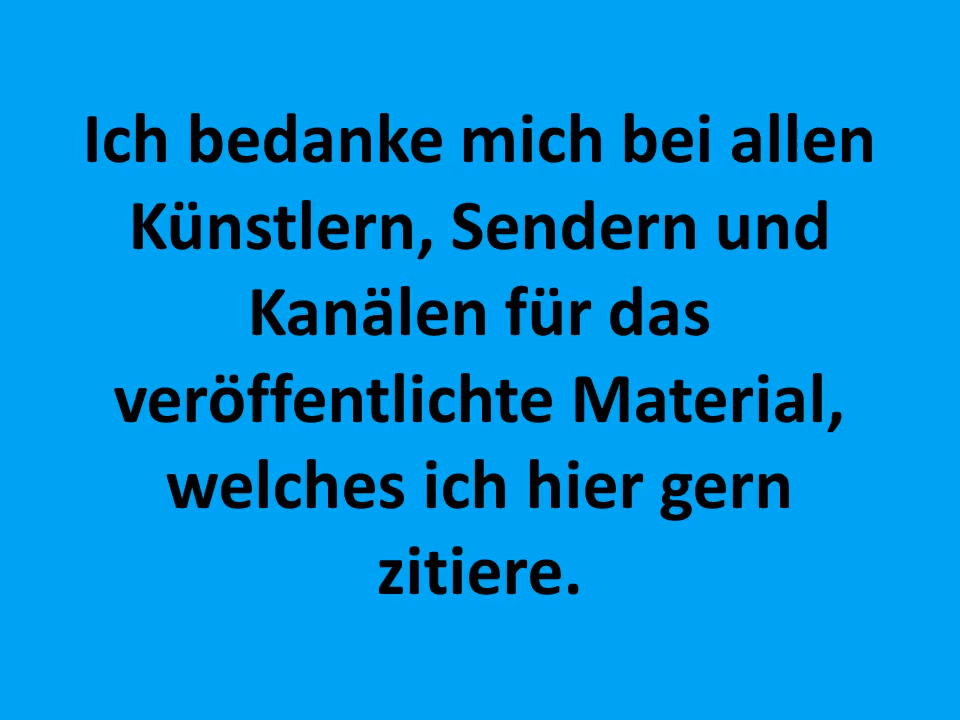 Ich bedanke mich bei allen
Künstlern, Sendern und
Kanälen für das
veröffentlichte Material,
welches ich hier gern
zitiere.